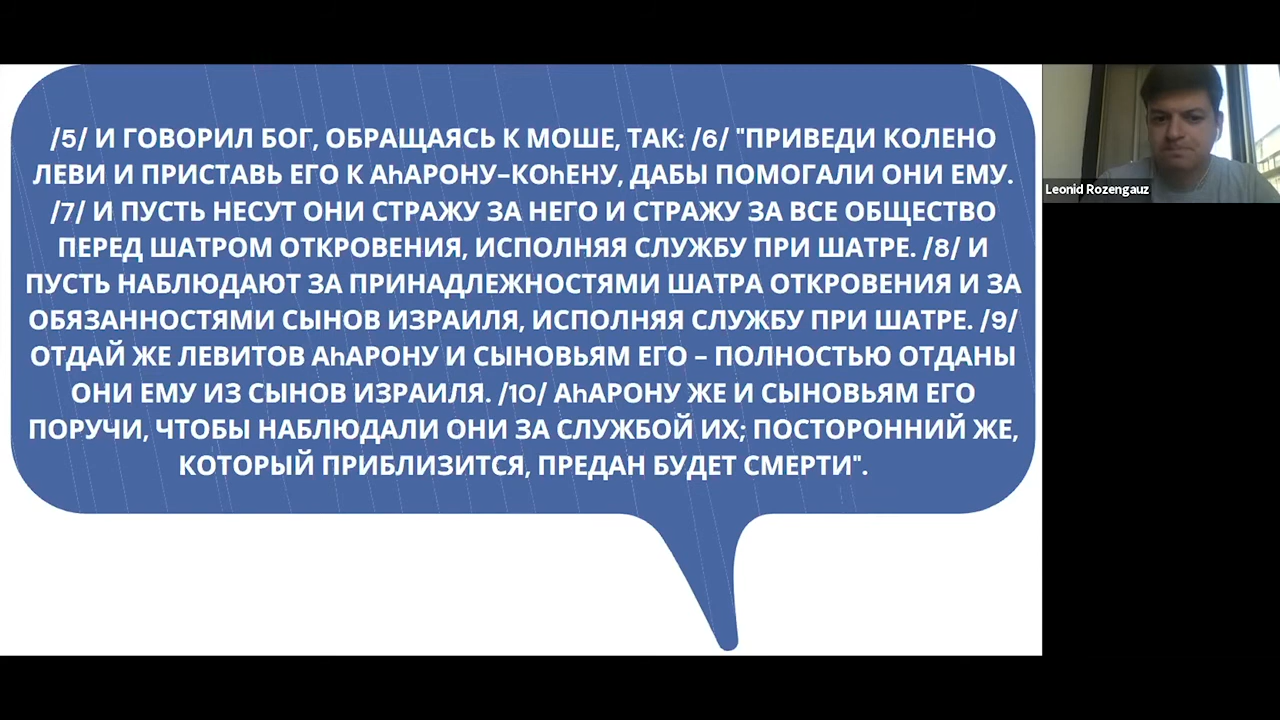 /5/ И ГОВОРИЛ БОГ, ОБРАЩАЯСЬ К МОШЕ, ТАК: /6/ "ПРИВЕДИ КОЛЕНО
ЛЕВИ И ПРИСТАВЬ ЕГО К АhАРОНУ–КОhЕНУ, ДАБЫ ПОМОГАЛИ ОНИ ЕМУ.
/7/ И ПУСТЬ НЕСУТ ОНИ СТРАЖУ ЗА НЕГО И СТРАЖУ ЗА ВСЕ ОБЩЕСТВО
ПЕРЕД ШАТРОМ ОТКРОВЕНИЯ, ИСПОЛНЯЯ СЛУЖБУ ПРИ ШАТРЕ. /8/ И
ПУСТЬ НАБЛЮДАЮТ ЗА ПРИНАДЛЕЖНОСТЯМИ ШАТРА ОТКРОВЕНИЯ И ЗА
ОБЯЗАННОСТЯМИ СЫНОВ ИЗРАИЛЯ, ИСПОЛНЯЯ СЛУЖБУ ПРИ ШАТРЕ. /9/
ОТДАЙ ЖЕ ЛЕВИТОВ АhАРОНУ И СЫНОВЬЯМ ЕГО – ПОЛНОСТЬЮ ОТДАНЫ
ОНИ ЕМУ ИЗ СЫНОВ ИЗРАИЛЯ. /10/ АhАРОНУ ЖЕ И СЫНОВЬЯМ ЕГО
ПОРУЧИ, ЧТОБЫ НАБЛЮДАЛИ ОНИ ЗА СЛУЖБОЙ ИХ; ПОСТОРОННИЙ ЖЕ,
КОТОРЫЙ ПРИБЛИЗИТСЯ, ПРЕДАН БУДЕТ СМЕРТИ".
Leonid Rozengauz